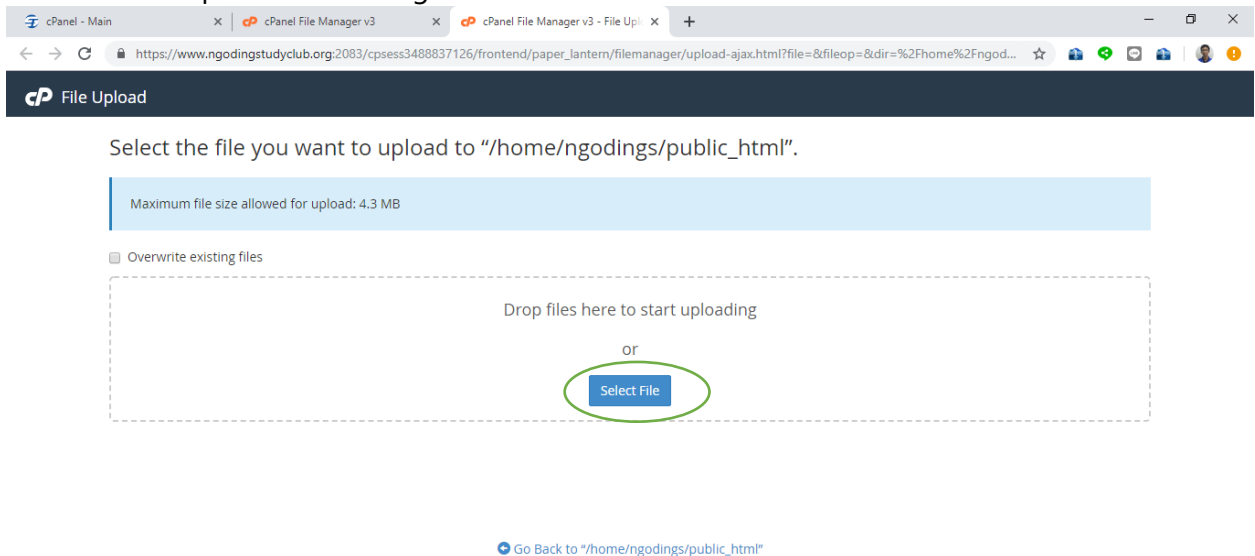 cPanel - Main
cPanel File Manager v3
cPanel File Manager v3 - File Upl
https://www.ngodingstudyclub.org:2083/cpsess3488837126/frontend/paper_lantern/filemanager/upload-ajax.html?file=&fileop=&dir=%2Fhome%2Fngod...
cP File Upload
Select the file you want to upload to “/home/ngodings/public_html”.
Maximum file size allowed for upload: 4.3 MB
Overwrite existing files
Drop files here to start uploading
or
Select File
Go Back to “/home/ngodings/public_html”